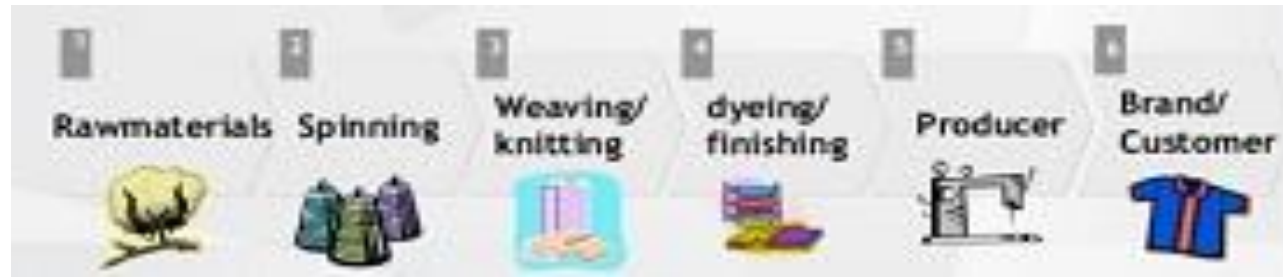 1
Rawmaterials
2
Spinning
3
Weaving/
knitting
4
dyeing/
finishing
5
Producer
6
Brand/
Customer